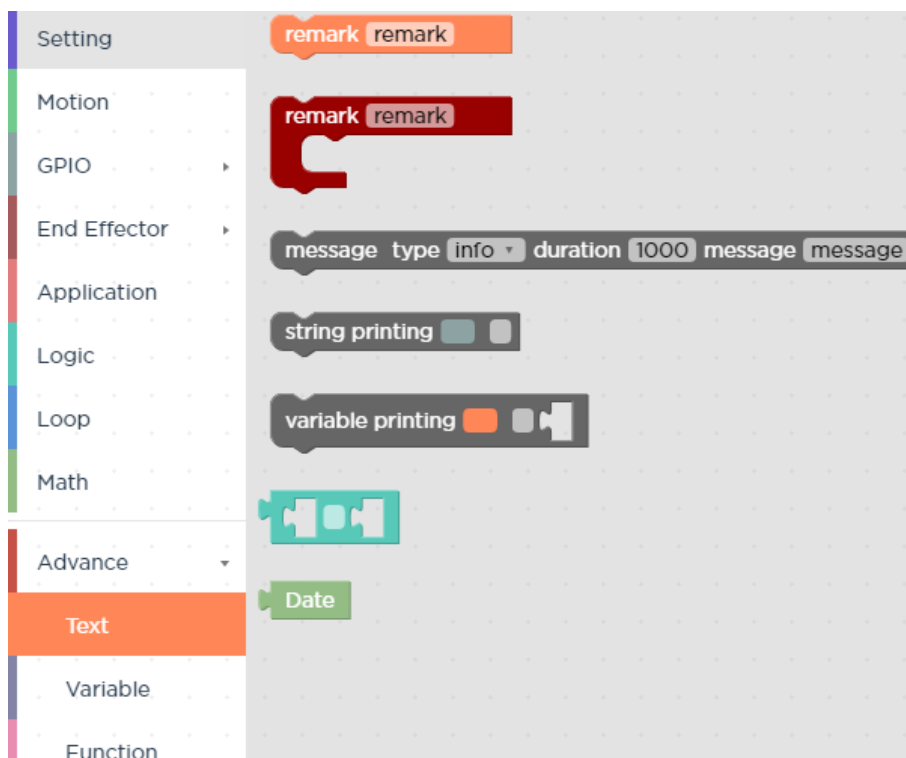 Setting
Motion
GPIO
End Effector
Application
Logic
Loop
Math
Advance
Text
Variable
Function
remark remark
remark remark
message type info duration 1000 message message
string printing
variable printing
Date